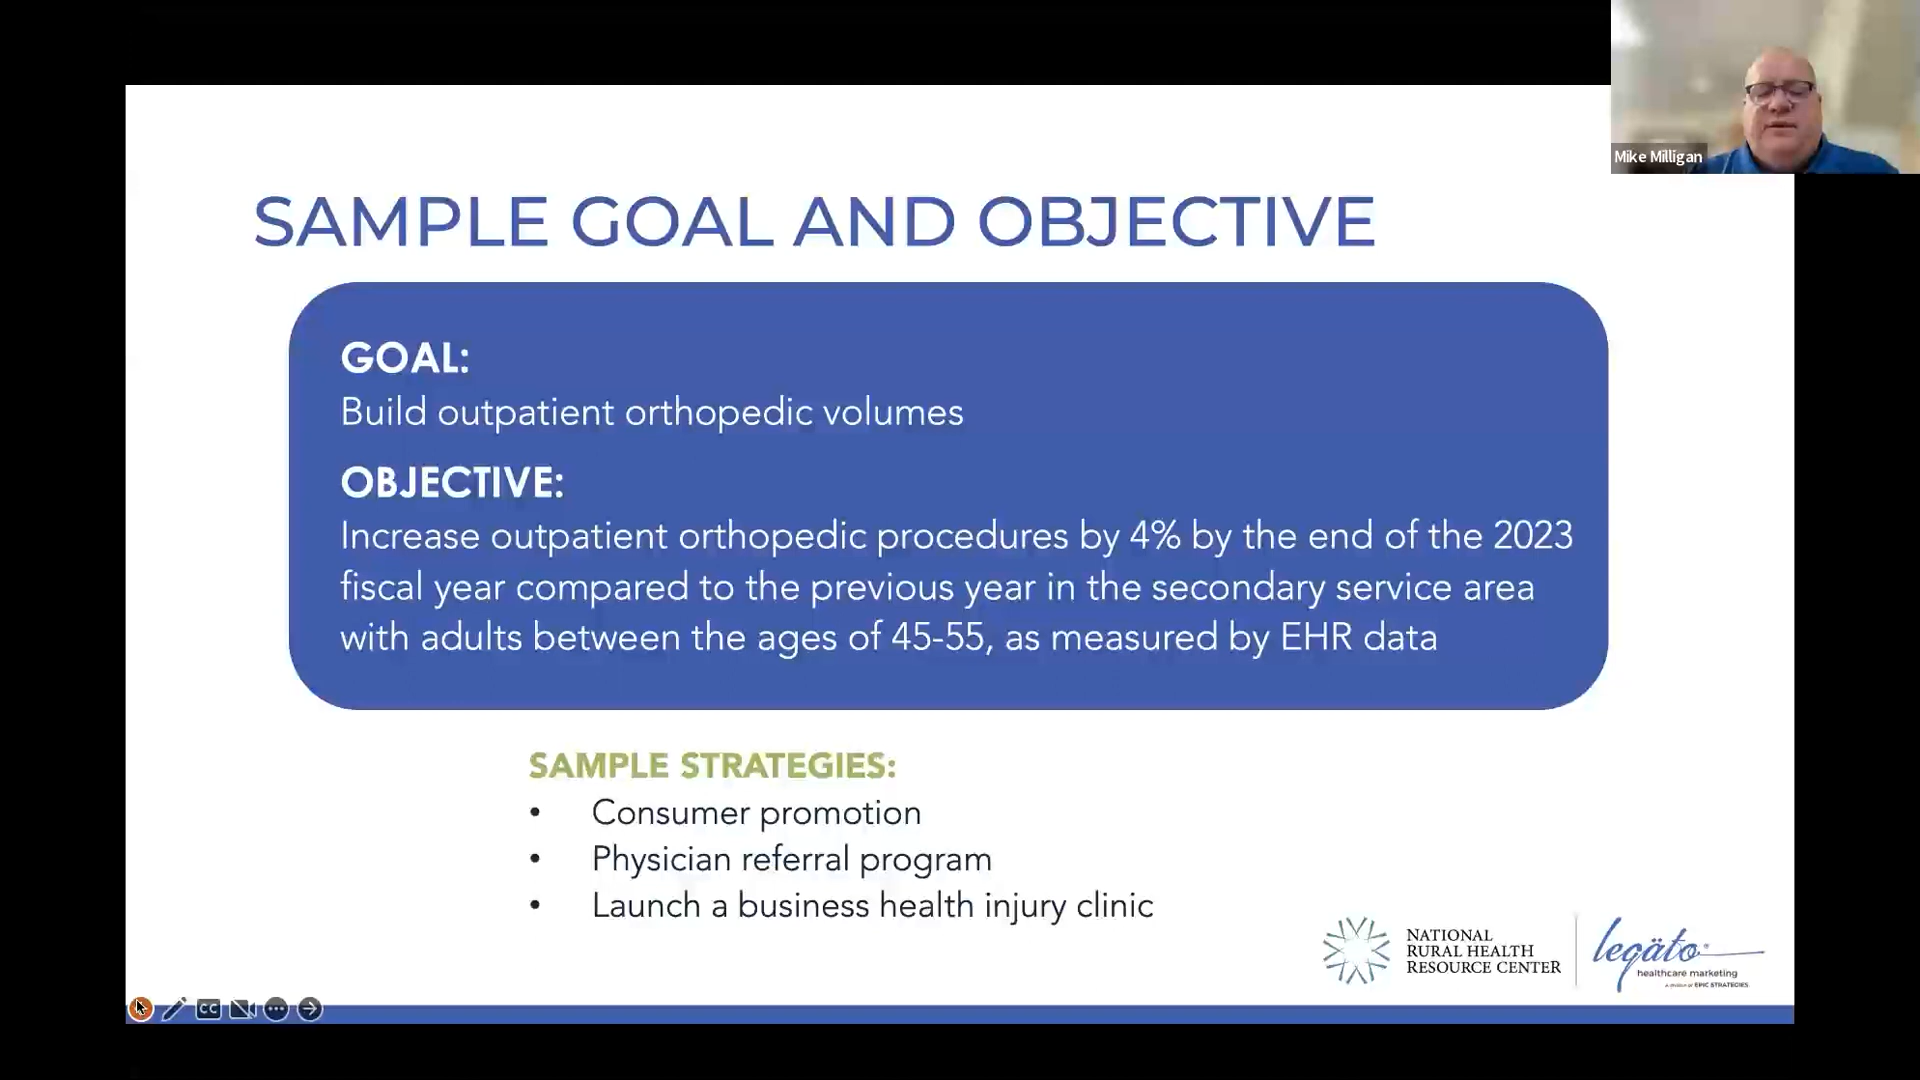 Mike Milligan
SAMPLE GOAL AND OBJECTIVE
GOAL:
Build outpatient orthopedic volumes
OBJECTIVE:
Increase outpatient orthopedic procedures by 4% by the end of the 2023
fiscal year compared to the previous year in the secondary service area
with adults between the ages of 45-55, as measured by EHR data
SAMPLE STRATEGIES:
• Consumer promotion
• Physician referral program
• Launch a business health injury clinic
NATIONAL
RURAL HEALTH
RESOURCE CENTER
legäto
healthcare marketing
a division of EPIC STRATEGIES
CC